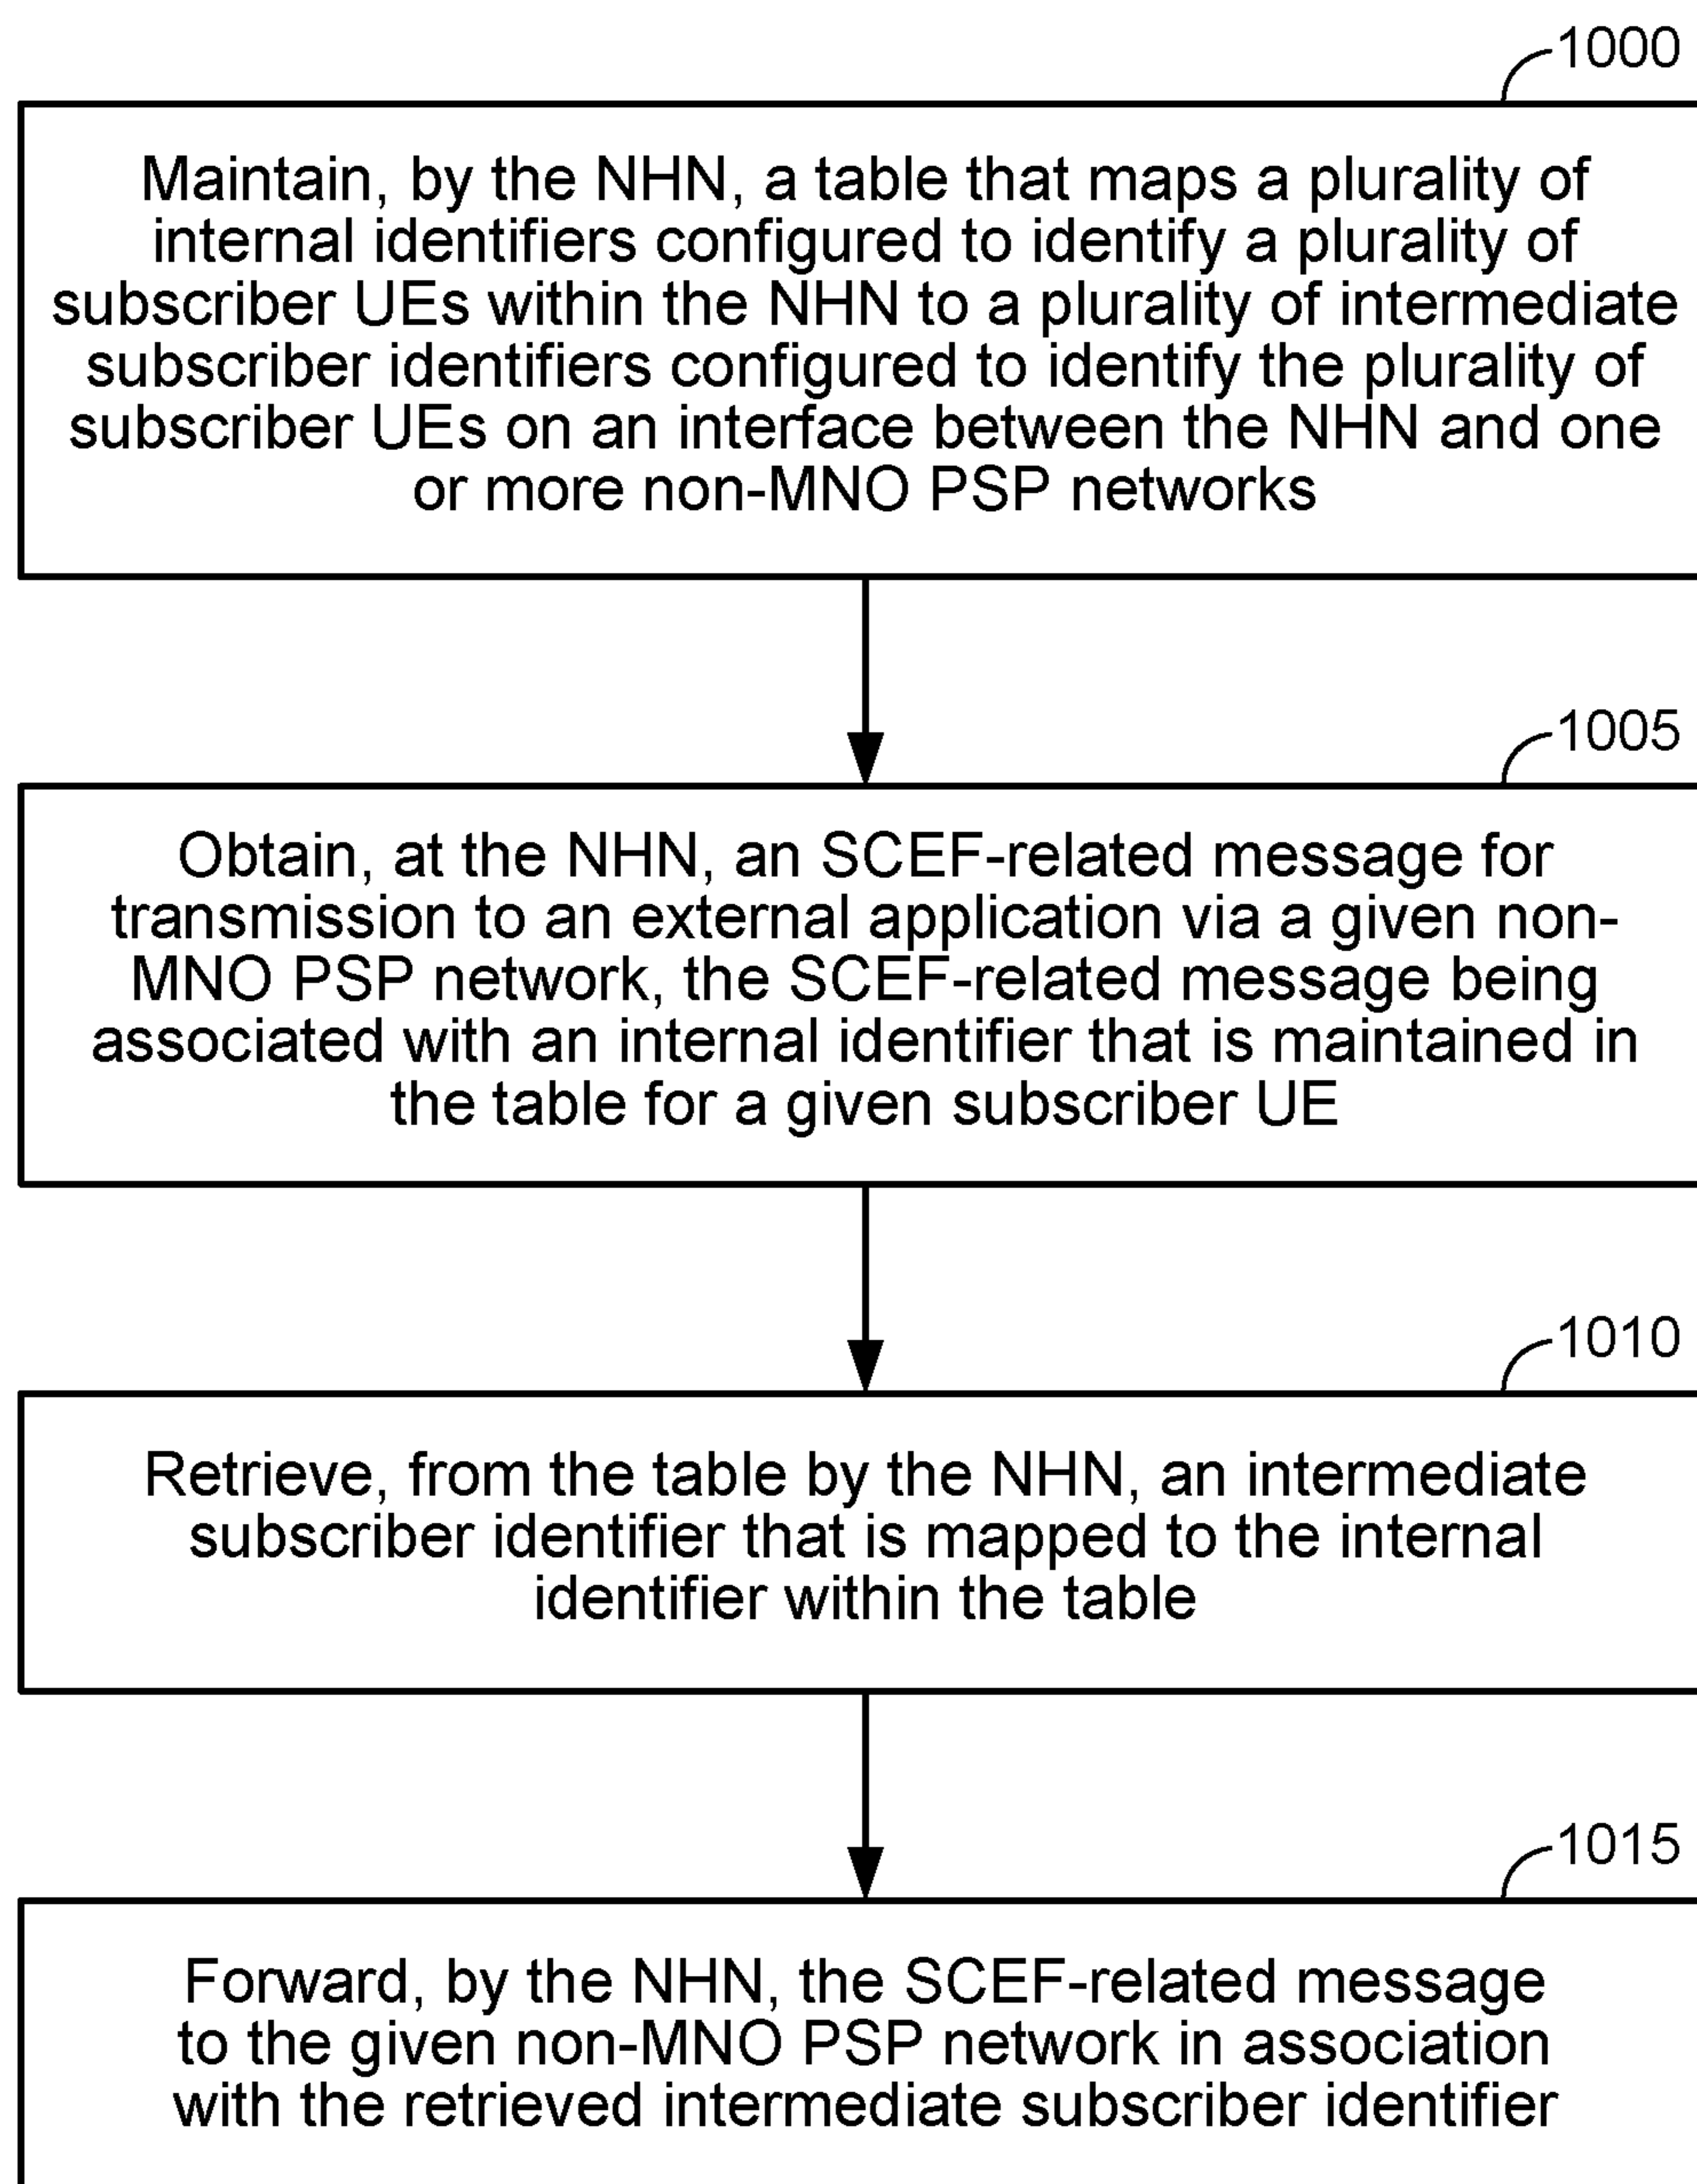 1000
Maintain, by the NHN, a table that maps a plurality of
internal identifiers configured to identify a plurality of
subscriber UEs within the NHN to a plurality of intermediate
subscriber identifiers configured to identify the plurality of
subscriber UEs on an interface between the NHN and one
or more non-MNO PSP networks
1005
Obtain, at the NHN, an SCEF-related message for
transmission to an external application via a given non-
MNO PSP network, the SCEF-related message being
associated with an internal identifier that is maintained in
the table for a given subscriber UE
1010
Retrieve, from the table by the NHN, an intermediate
subscriber identifier that is mapped to the internal
identifier within the table
1015
Forward, by the NHN, the SCEF-related message
to the given non-MNO PSP network in association
with the retrieved intermediate subscriber identifier